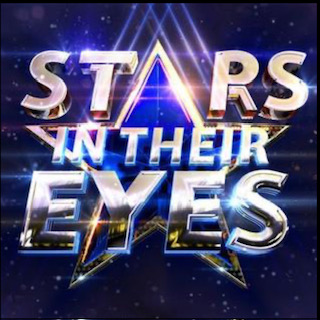 STARS
IN THEIR
EYES